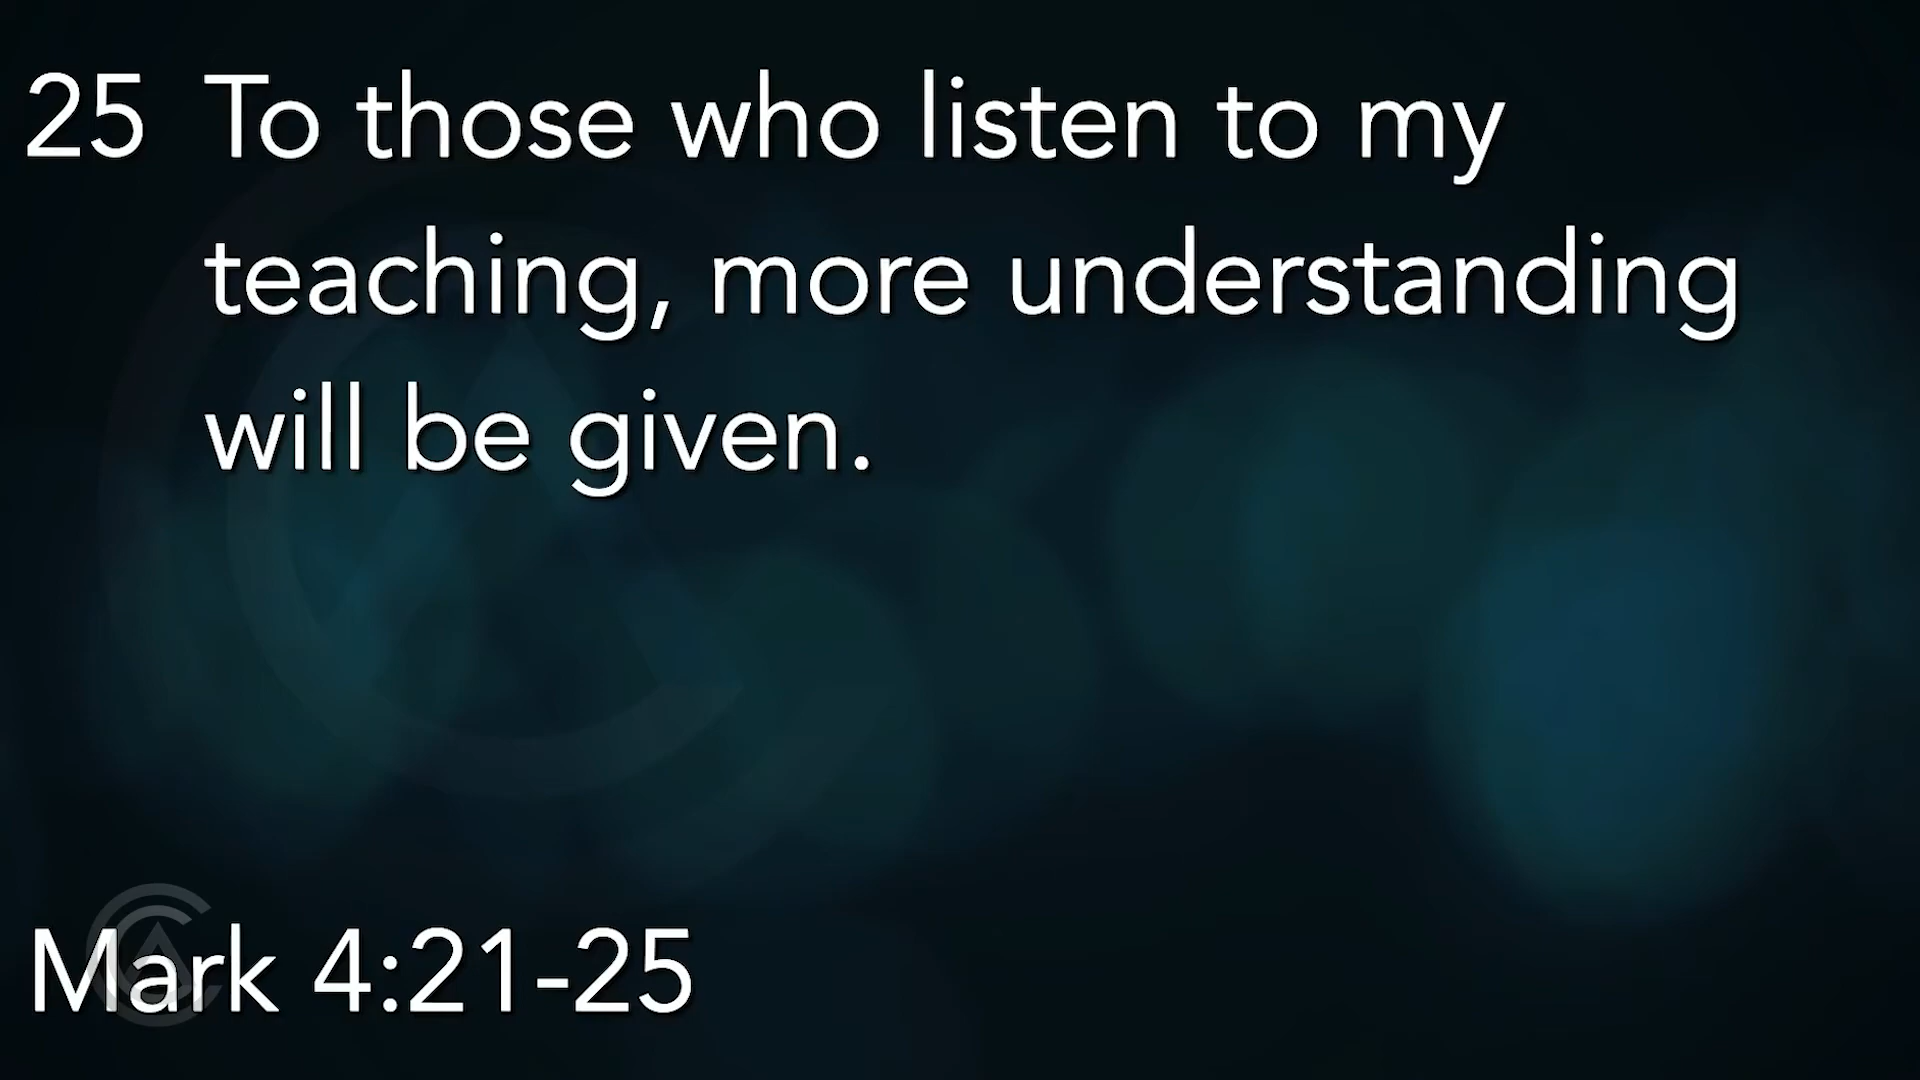 25 To those who listen to my
teaching, more understanding
will be given.
Mark 4:21-25